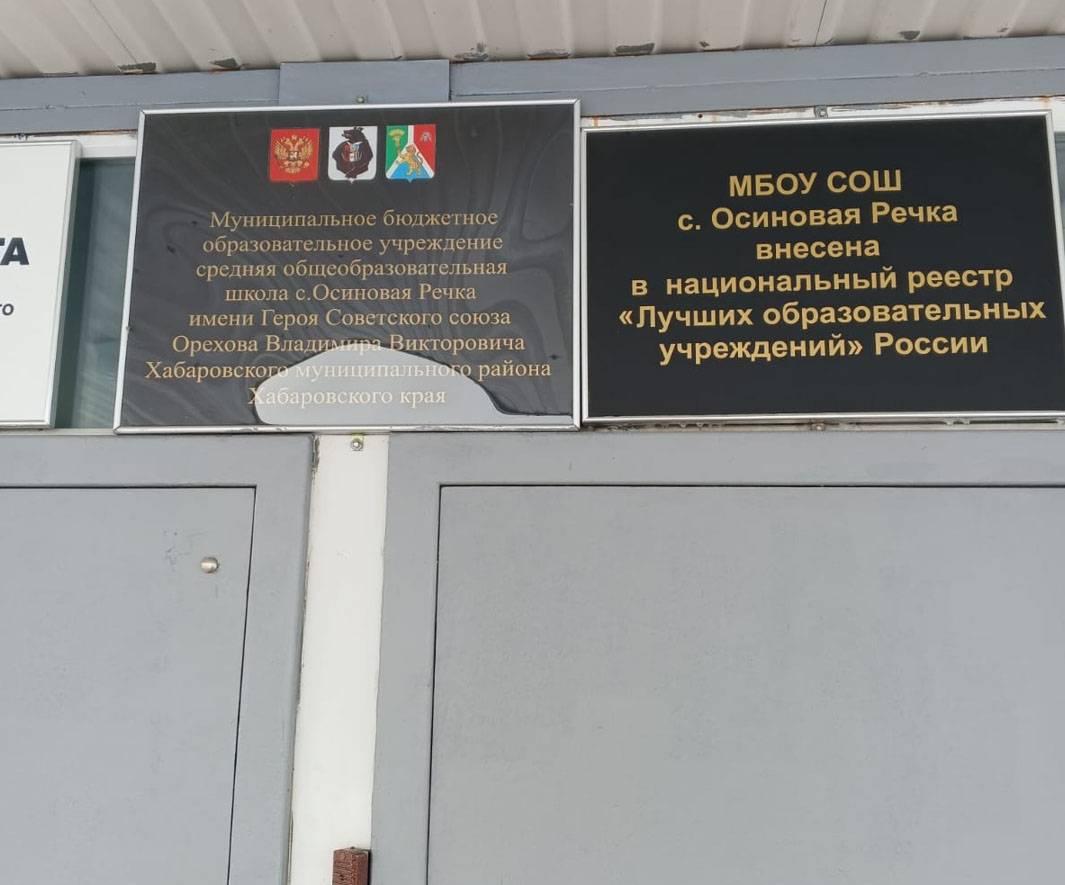 Муниципальное бюджетное
образовательное учреждение
средняя общеобразовательная
школа с.Осиновая Речка
имени Героя Советского союза
Орехова Владимира Викторовича
Хабаровского муниципального района
Хабаровского края
МБОУ СОШ
с. Осиновая Речка
внесена
в национальный реестр
«Лучших образовательных
учреждений» России